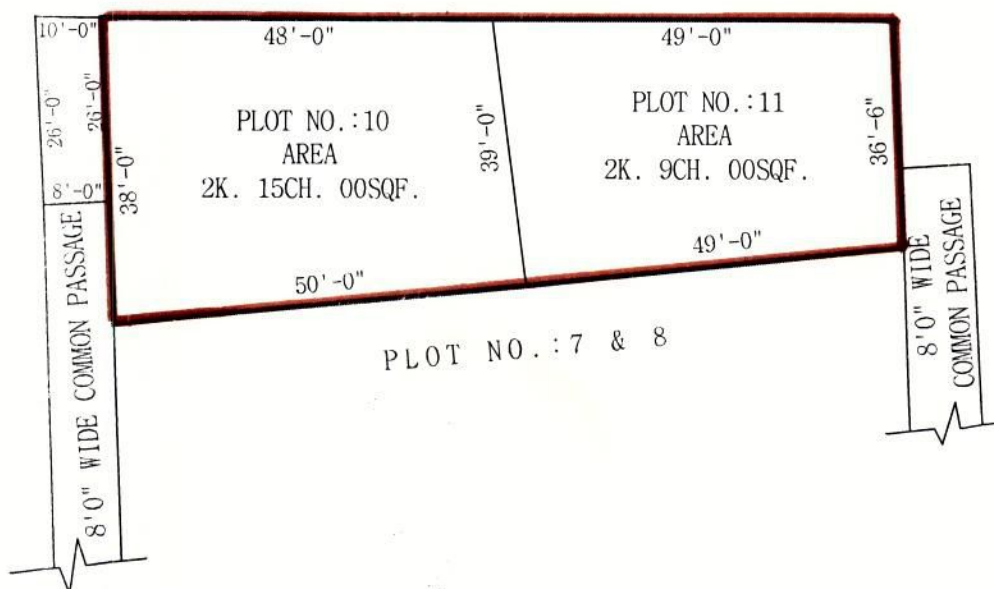 10'-0"
48'-0"
49'-0"
26'-0"
26'-0"
PLOT NO.:10
AREA
2K. 15CH. 00SQF.
39'-0"
PLOT NO.:11
AREA
2K. 9CH. 00SQF.
36'-6"
8'-0"
38'-0"
49'-0"
50'-0"
8'0" WIDE COMMON PASSAGE
8'0" WIDE
COMMON PASSAGE
PLOT NO.:7 & 8